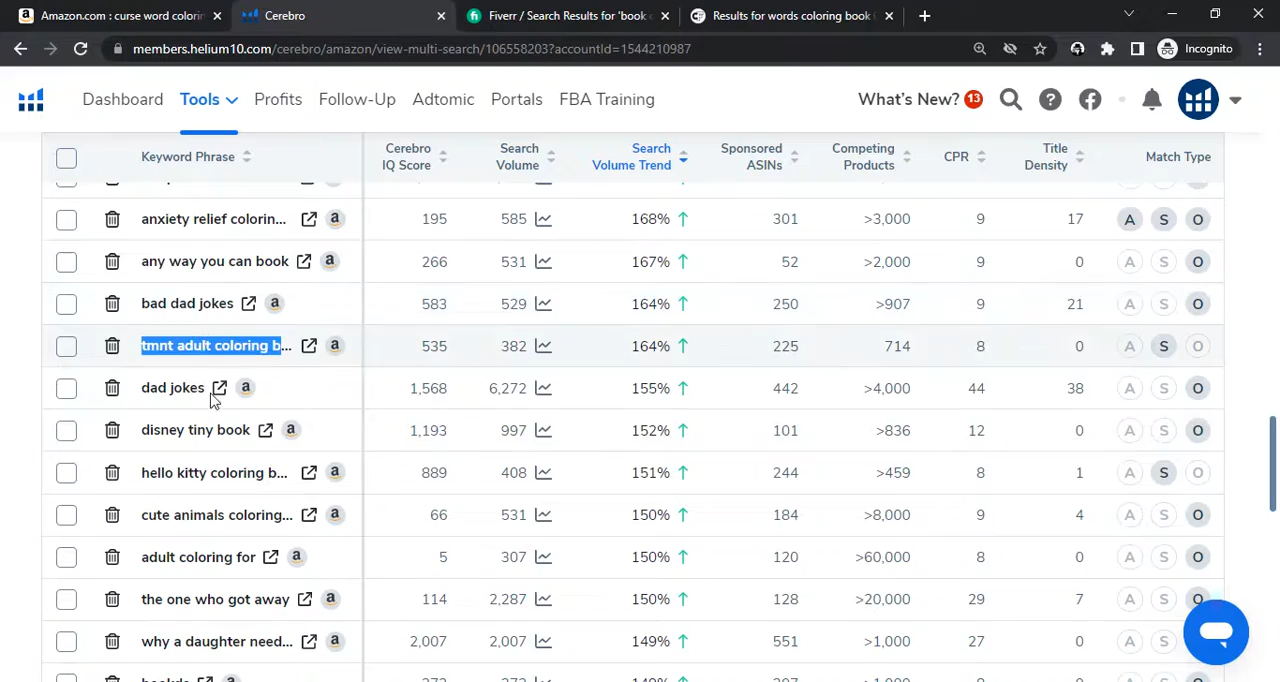 Amazon.com : curse word colorin
Cerebro
Fiverr / Search Results for 'book c
Results for words coloring book
members.helium10.com/cerebro/amazon/view-multi-search/106558203?accountId=1544210987
Incognito
Dashboard Tools Profits Follow-Up Adtomic Portals FBA Training What's New? 13
Keyword Phrase Cerebro IQ Score Search Volume Search Volume Trend Sponsored ASINs Competing Products CPR Title Density Match Type
anxiety relief colorin... 195 585 168% 301 >3,000 9 17 A S O
any way you can book 266 531 167% 52 >2,000 9 0 A S O
bad dad jokes 583 529 164% 250 >907 9 21 A S O
tmnt adult coloring b... 535 382 164% 225 714 8 0 A S O
dad jokes 1,568 6,272 155% 442 >4,000 44 38 A S O
disney tiny book 1,193 997 152% 101 >836 12 0 A S O
hello kitty coloring b... 889 408 151% 244 >459 8 1 A S O
cute animals coloring... 66 531 150% 184 >8,000 9 4 A S O
adult coloring for 5 307 150% 120 >60,000 8 0 A S O
the one who got away 114 2,287 150% 128 >20,000 29 7 A S O
why a daughter need... 2,007 2,007 149% 551 >1,000 27 0 A S